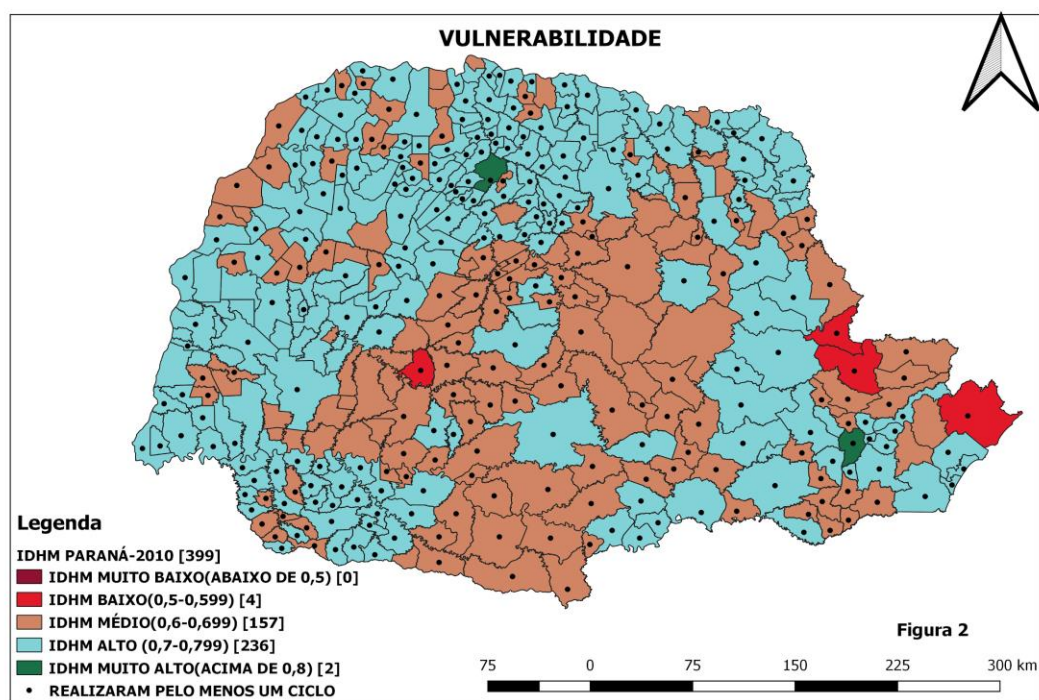 VULNERABILIDADE
Legenda
IDHM PARANÁ-2010 [399]
IDHM MUITO BAIXO(ABAIXO DE 0,5) [0]
IDHM BAIXO(0,5-0,599) [4]
IDHM MÉDIO(0,6-0,699) [157]
IDHM ALTO (0,7-0,799) [236]
IDHM MUITO ALTO(ACIMA DE 0,8) [2]
REALIZARAM PELO MENOS UM CICLO
Figura 2
75 0 75 150 225 300 km